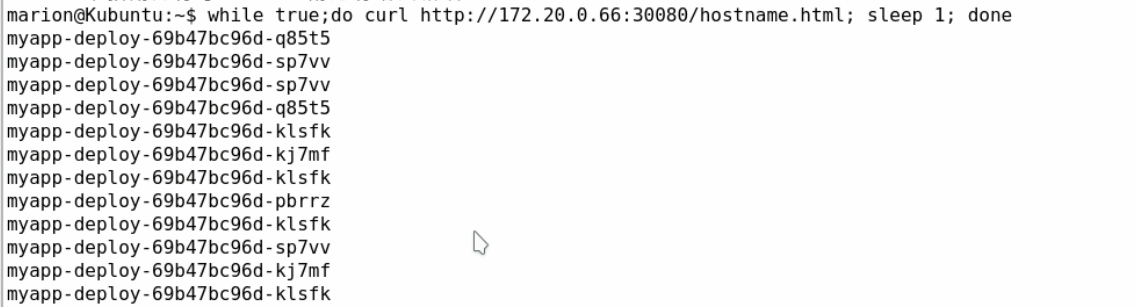 marion@Kubuntu:~$ while true;do curl http://172.20.0.66:30080/hostname.html; sleep 1; done
myapp-deploy-69b47bc96d-q85t5
myapp-deploy-69b47bc96d-sp7vv
myapp-deploy-69b47bc96d-sp7vv
myapp-deploy-69b47bc96d-q85t5
myapp-deploy-69b47bc96d-klsfk
myapp-deploy-69b47bc96d-kj7mf
myapp-deploy-69b47bc96d-klsfk
myapp-deploy-69b47bc96d-pbrrz
myapp-deploy-69b47bc96d-klsfk
myapp-deploy-69b47bc96d-sp7vv
myapp-deploy-69b47bc96d-kj7mf
myapp-deploy-69b47bc96d-klsfk